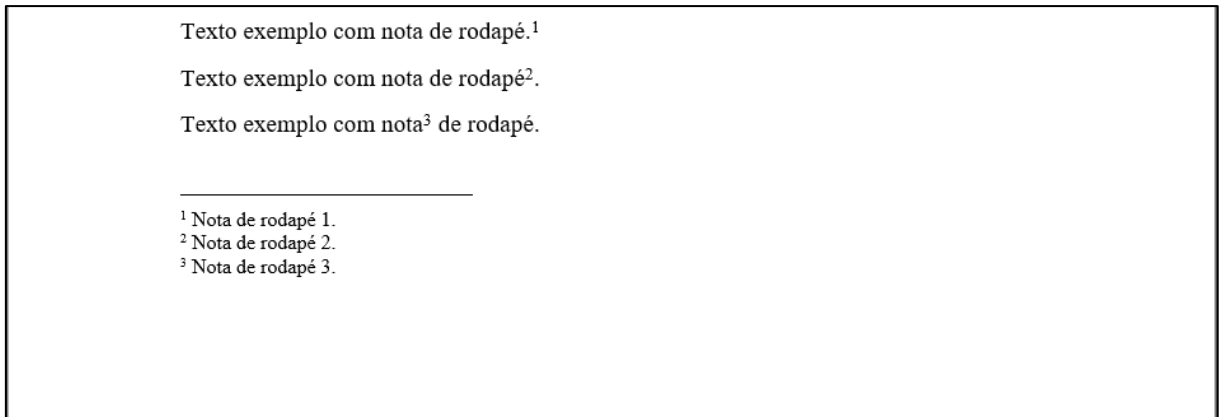 Texto exemplo com nota de rodapé.¹
Texto exemplo com nota de rodapé².
Texto exemplo com nota³ de rodapé.
¹ Nota de rodapé 1.
² Nota de rodapé 2.
³ Nota de rodapé 3.